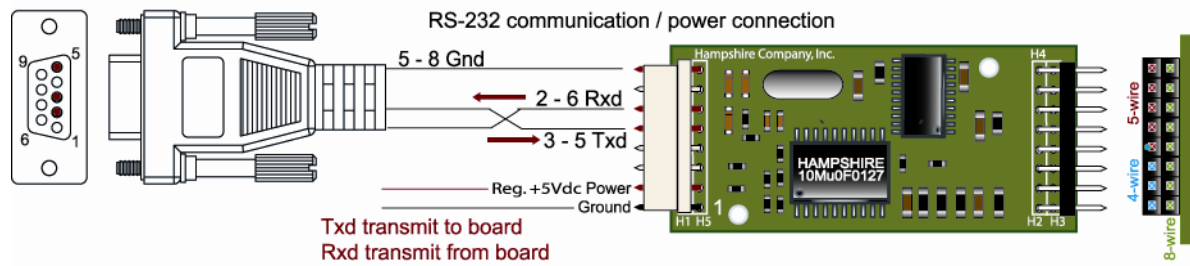 RS-232 communication / power connection
9
5
6
1
5 - 8 Gnd
2 - 6 Rxd
3 - 5 Txd
Reg. +5Vdc Power
Ground
Txd transmit to board
Rxd transmit from board
Hampshire Company, Inc.
HAMPSHIRE
10Mu0F0127
1
H1 H5
H4
H2 H3
5-wire
4-wire
8-wire